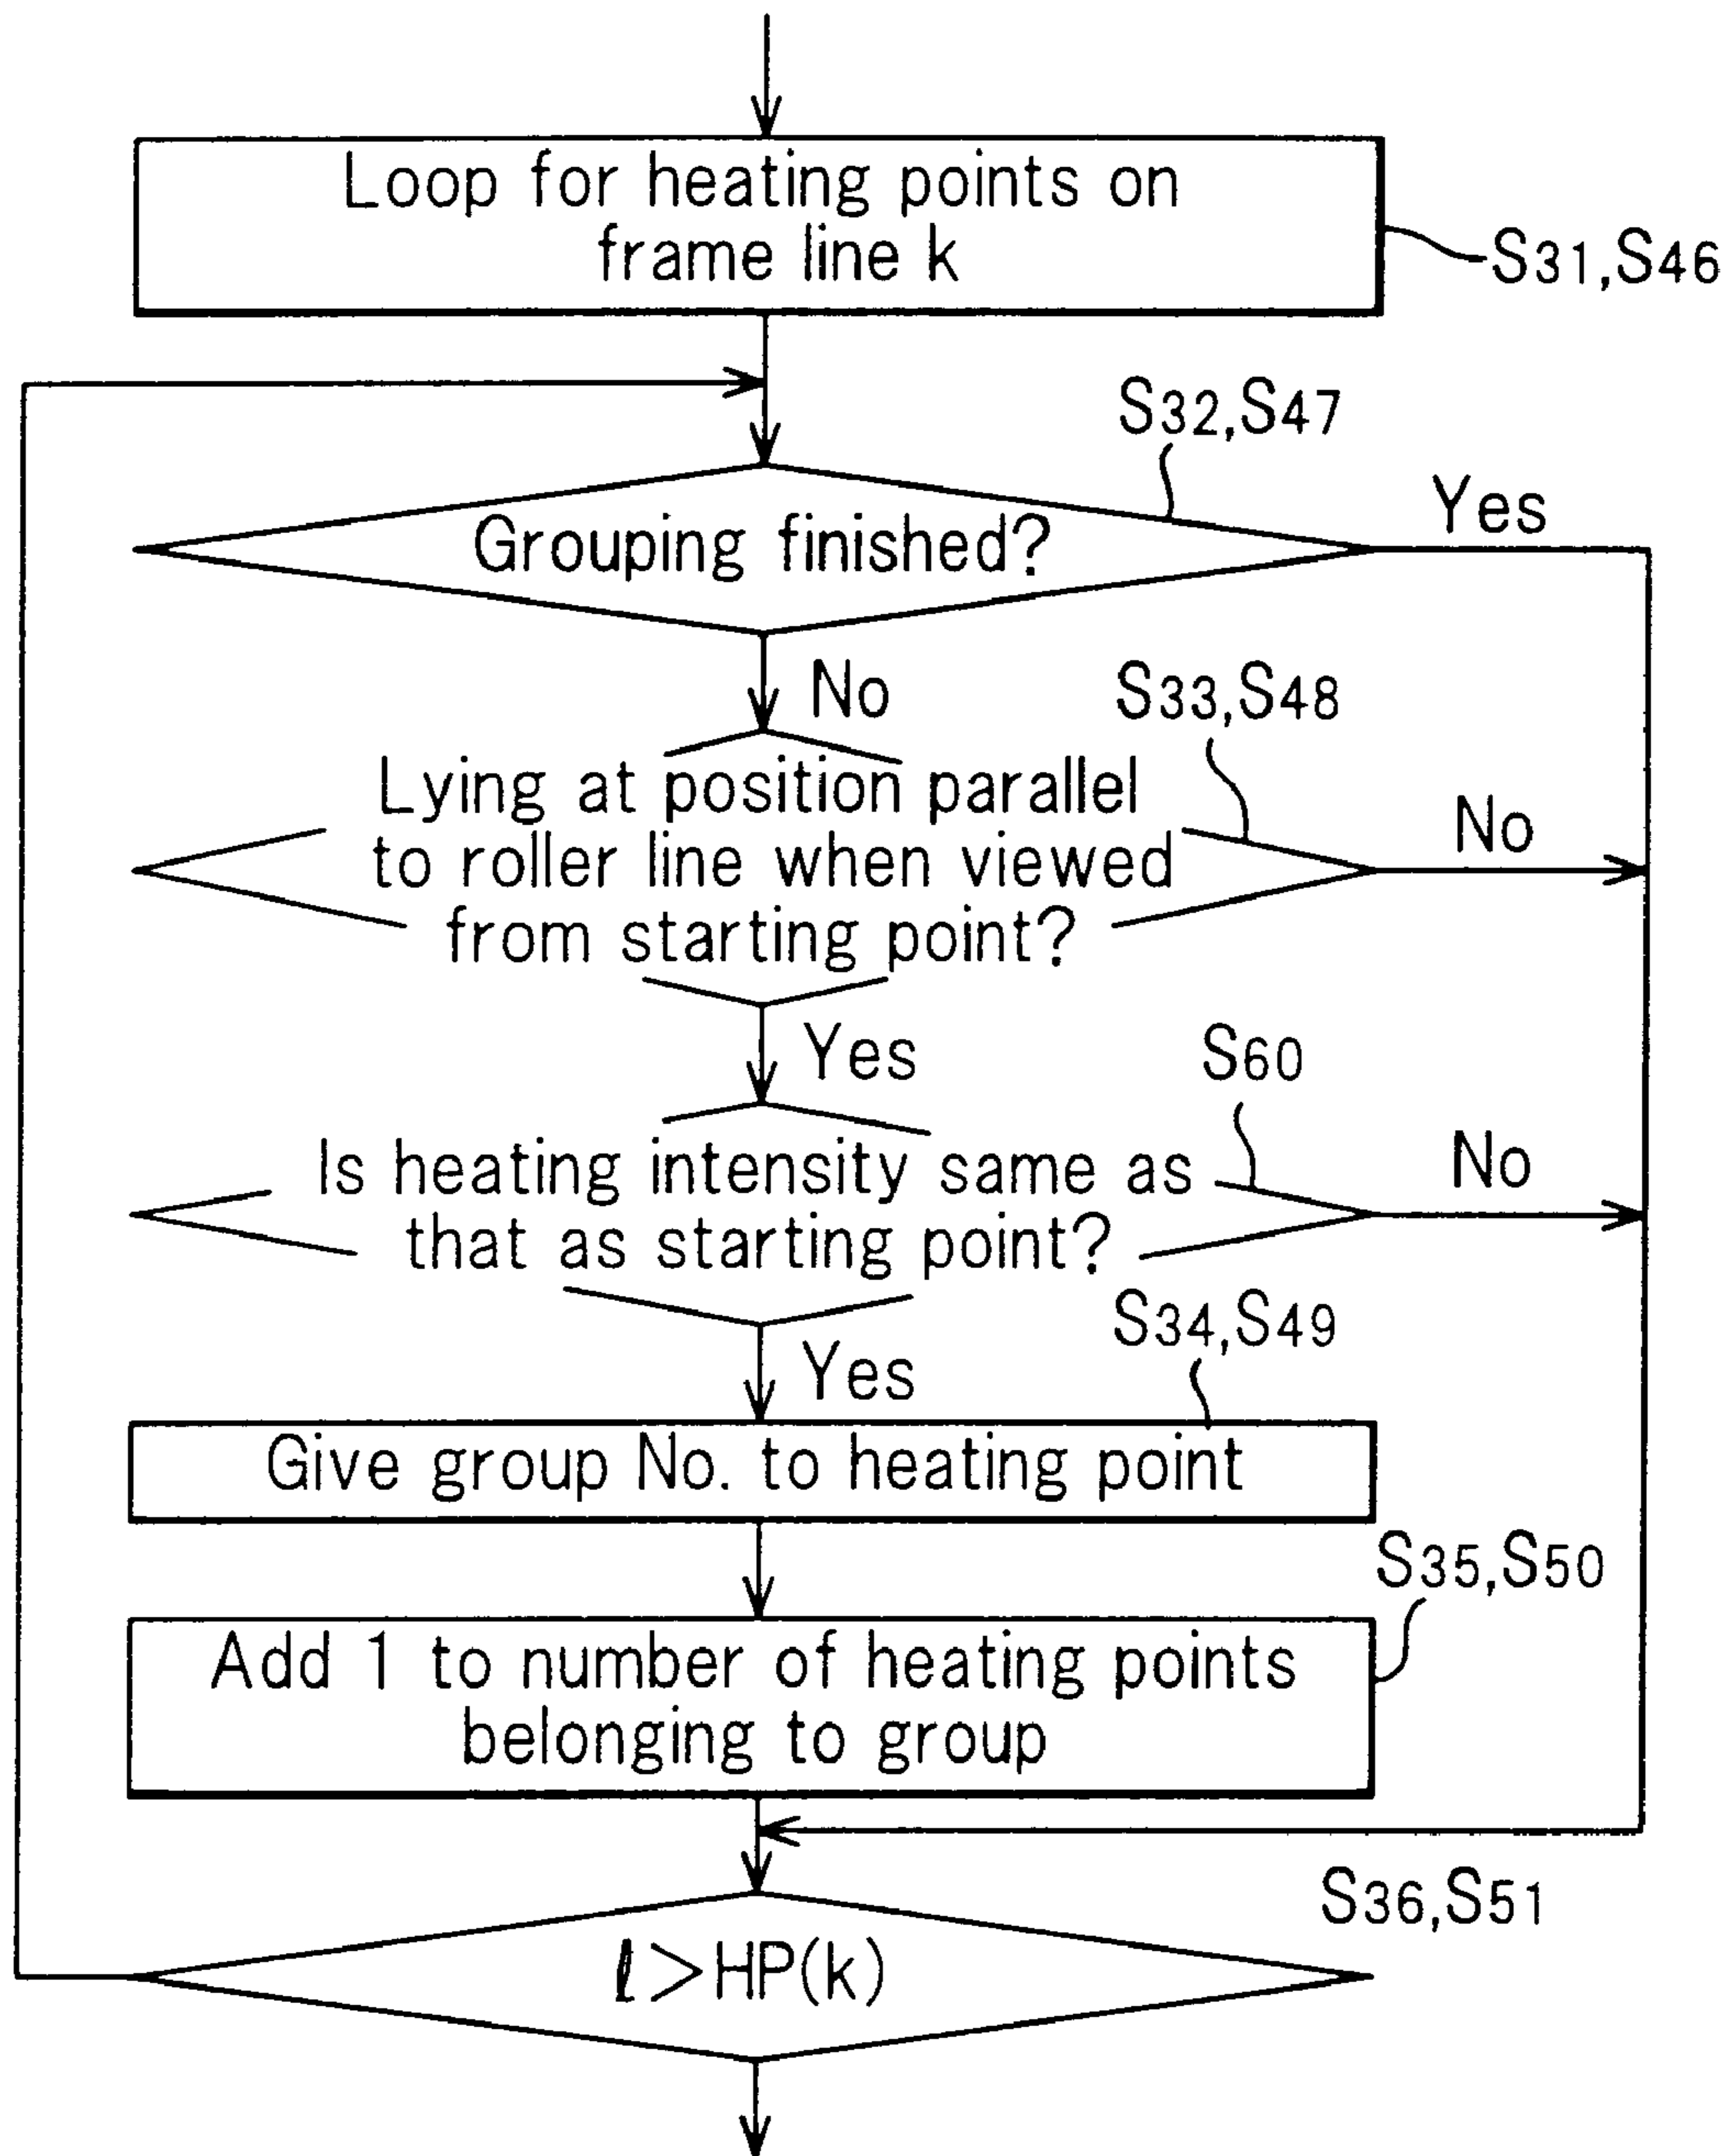 Loop for heating points on
frame line k
S31,S46
S32,S47
Grouping finished?
Yes
No
S33,S48
Lying at position parallel
to roller line when viewed
from starting point?
No
Yes
S60
Is heating intensity same as
that as starting point?
No
Yes
S34,S49
Give group No. to heating point
S35,S50
Add 1 to number of heating points
belonging to group
S36,S51
ℓ>HP(k)